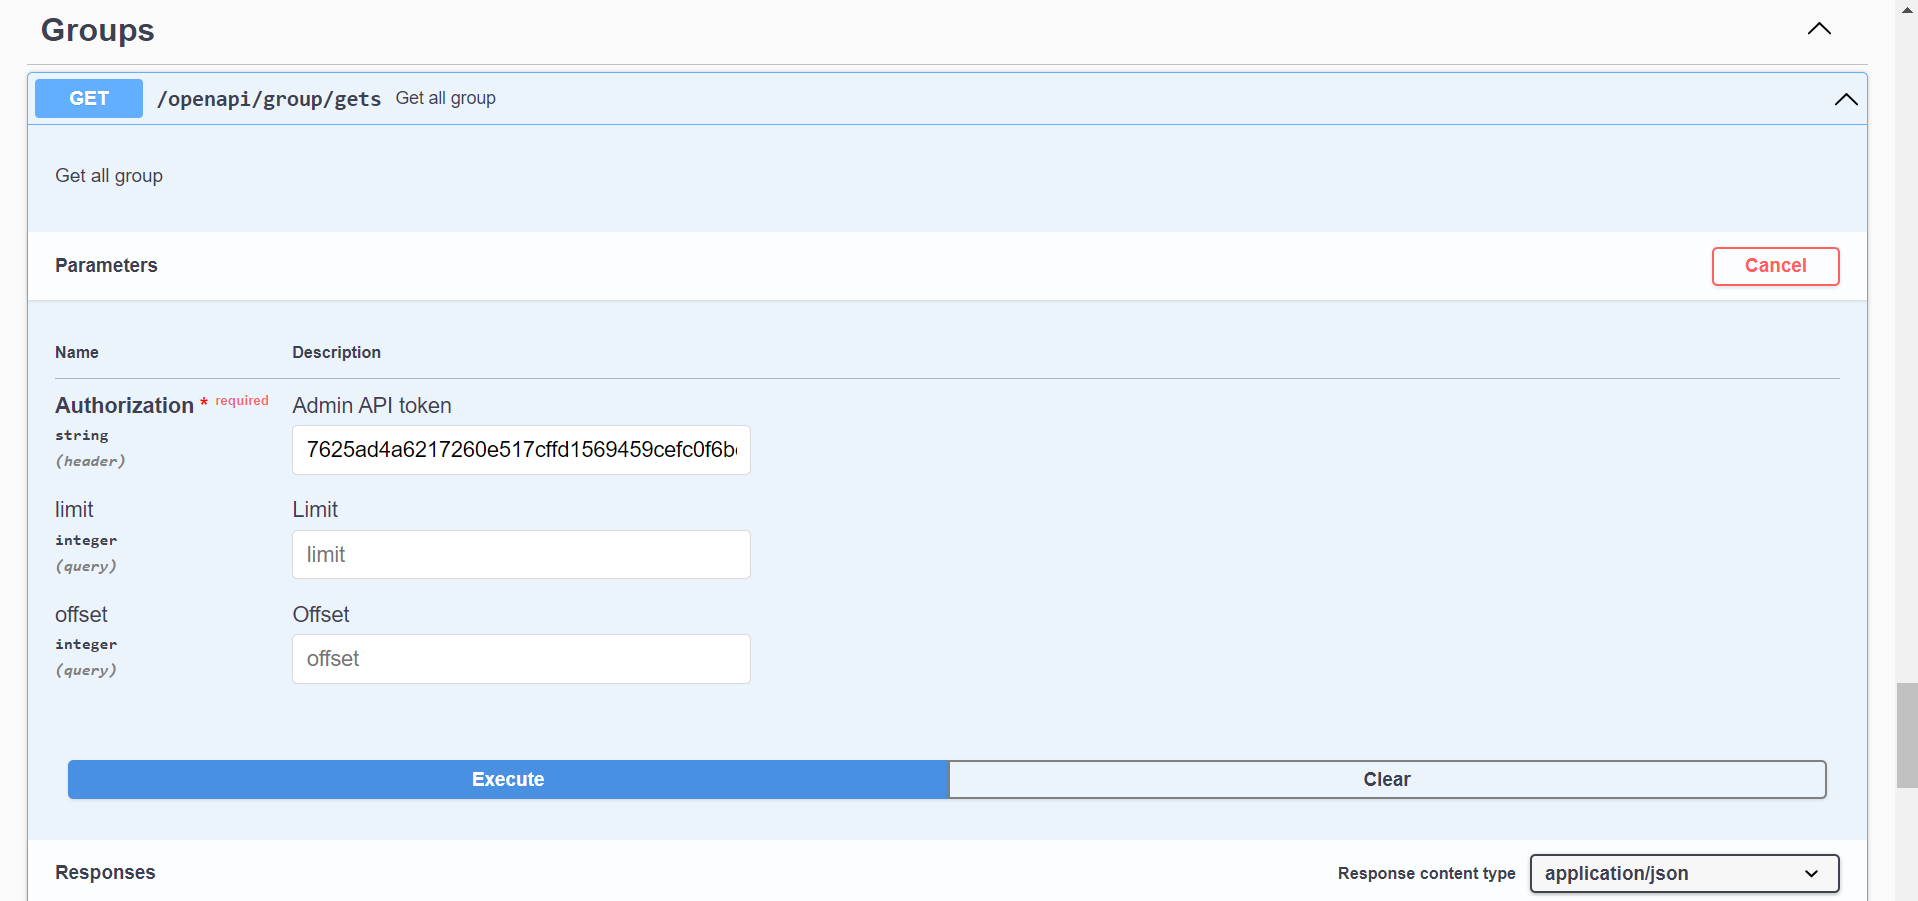 Groups
GET /openapi/group/gets Get all group
Get all group
Parameters Cancel
Name Description
Authorization * required Admin API token
string
(header)
7625ad4a6217260e517cffd1569459cefc0f6b
limit Limit
integer
(query)
limit
offset Offset
integer
(query)
offset
Execute Clear
Responses Response content type application/json